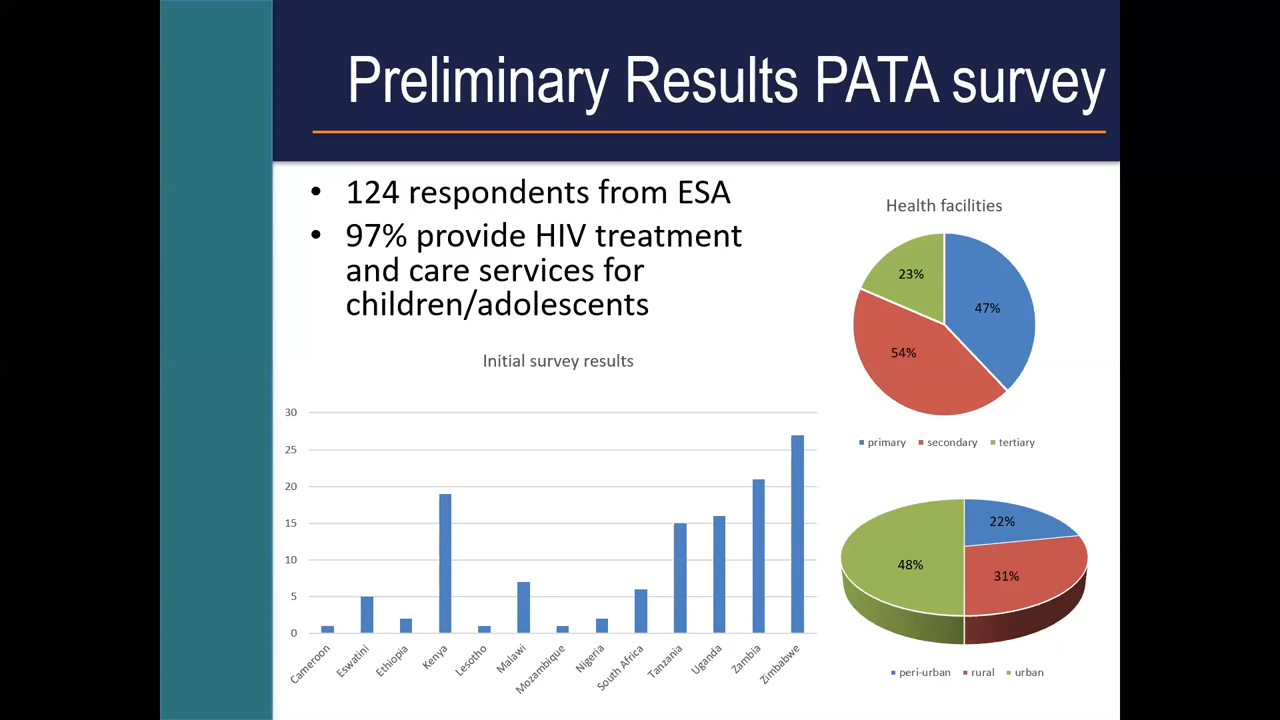 Preliminary Results PATA survey
• 124 respondents from ESA
• 97% provide HIV treatment
and care services for
children/adolescents
Initial survey results
30
25
20
15
10
5
0
Cameroon
Eswatini
Ethiopia
Kenya
Lesotho
Malawi
Mozambique
Nigeria
South Africa
Tanzania
Uganda
Zambia
Zimbabwe
Health facilities
23%
47%
54%
primary secondary tertiary
22%
48%
31%
peri-urban rural urban